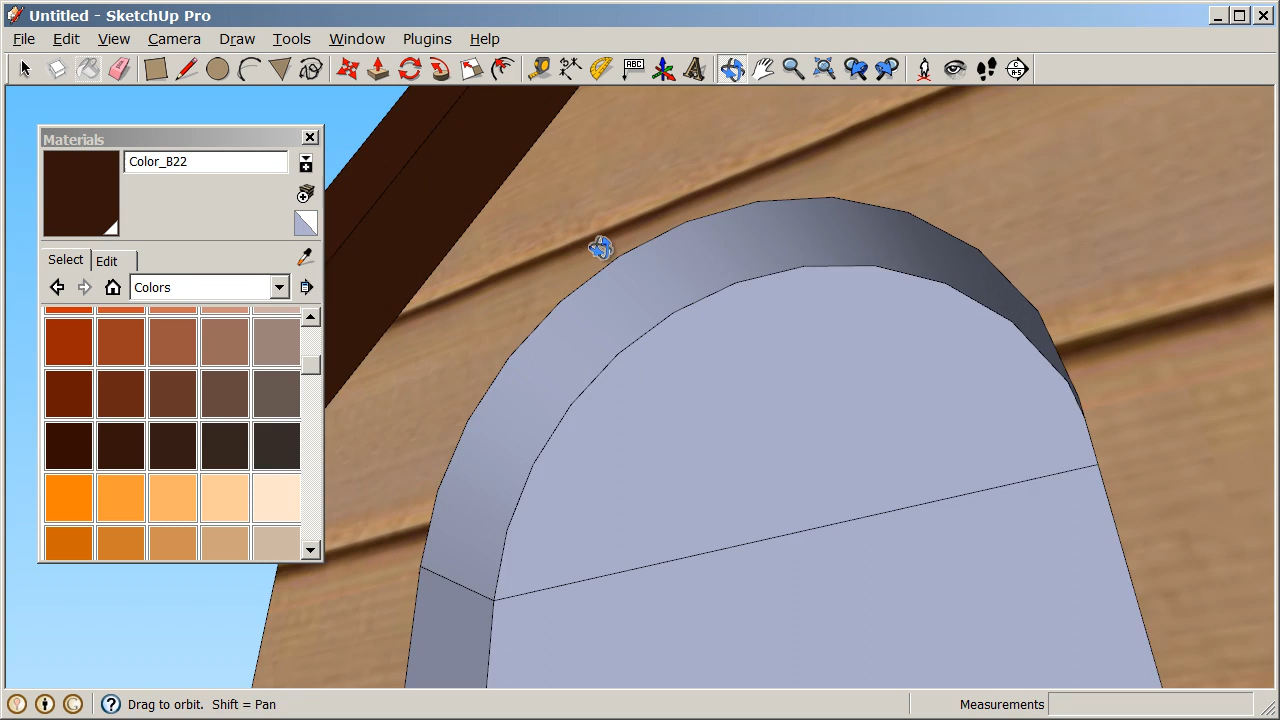 Untitled - SketchUp Pro
File Edit View Camera Draw Tools Window Plugins Help
ABC
Materials
Color_B22
Select Edit
Colors
Drag to orbit. Shift = Pan
Measurements